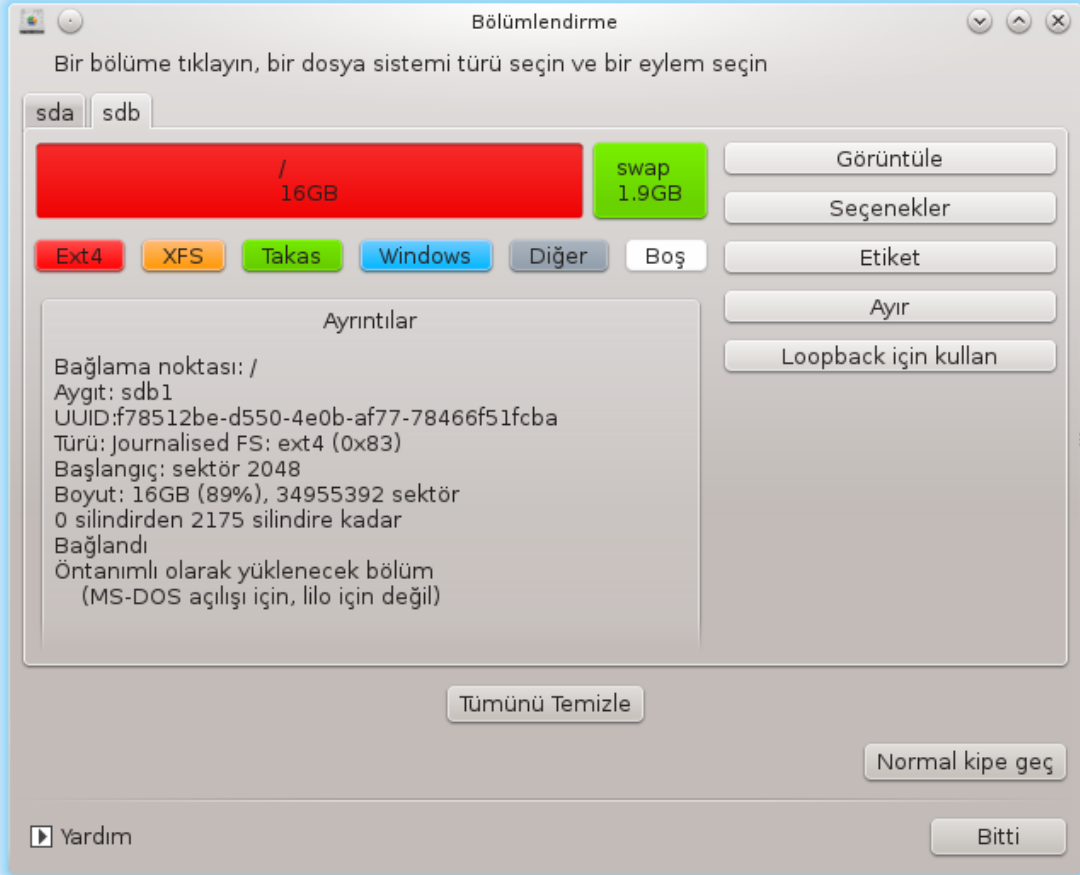 Bölümlendirme
Bir bölüme tıklayın, bir dosya sistemi türü seçin ve bir eylem seçin
sda sdb
/
16GB
swap
1.9GB
Ext4 XFS Takas Windows Diğer Boş
Görüntüle
Seçenekler
Etiket
Ayır
Loopback için kullan
Ayrıntılar
Bağlama noktası: /
Aygıt: sdb1
UUID:f78512be-d550-4e0b-af77-78466f51fcba
Türü: Journalised FS: ext4 (0x83)
Başlangıç: sektör 2048
Boyut: 16GB (89%), 34955392 sektör
0 silindirden 2175 silindire kadar
Bağlandı
Öntanımlı olarak yüklenecek bölüm
(MS-DOS açılışı için, lilo için değil)
Tümünü Temizle
Normal kipe geç
Yardım
Bitti